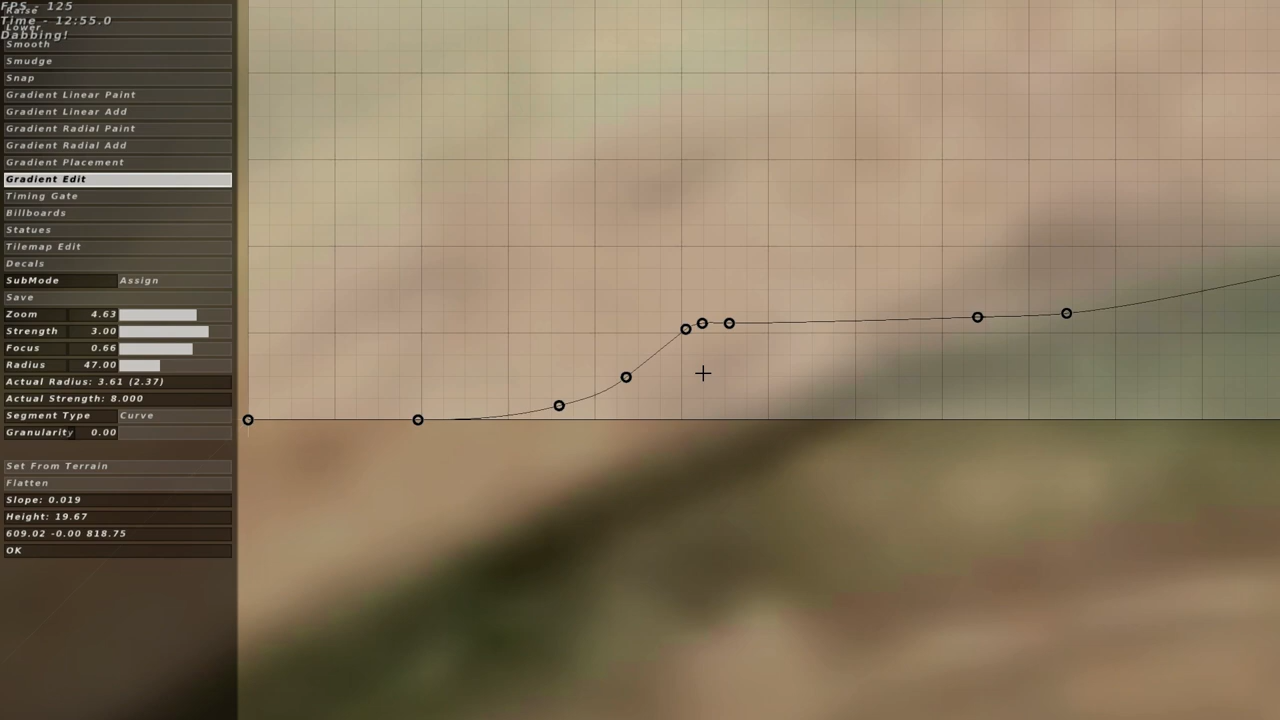 FPS - 125
Raise
Time - 12:55.0
Lower
Dabbing!
Smooth
Smudge
Snap
Gradient Linear Paint
Gradient Linear Add
Gradient Radial Paint
Gradient Radial Add
Gradient Placement
Gradient Edit
Timing Gate
Billboards
Statues
Tilemap Edit
Decals
SubMode Assign
Save
Zoom 4.63
Strength 3.00
Focus 0.66
Radius 47.00
Actual Radius: 3.61 (2.37)
Actual Strength: 8.000
Segment Type Curve
Granularity 0.00
Set From Terrain
Flatten
Slope: 0.019
Height: 19.67
609.02 -0.00 818.75
OK